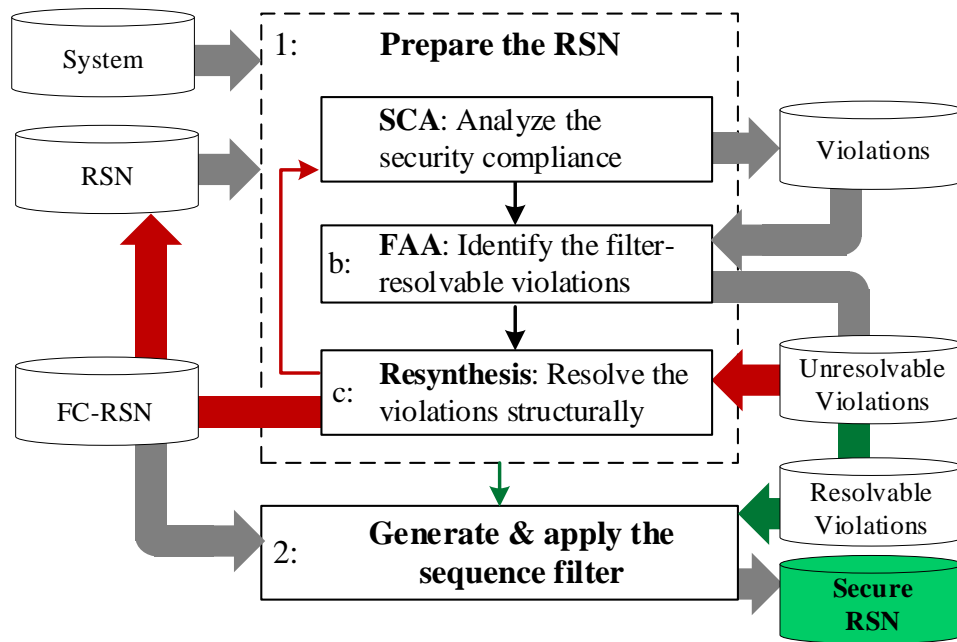 System
1:
Prepare the RSN
SCA: Analyze the
security compliance
Violations
RSN
b:
FAA: Identify the filter-
resolvable violations
c:
Resynthesis: Resolve the
violations structurally
Unresolvable
Violations
FC-RSN
Resolvable
Violations
2:
Generate & apply the
sequence filter
Secure
RSN